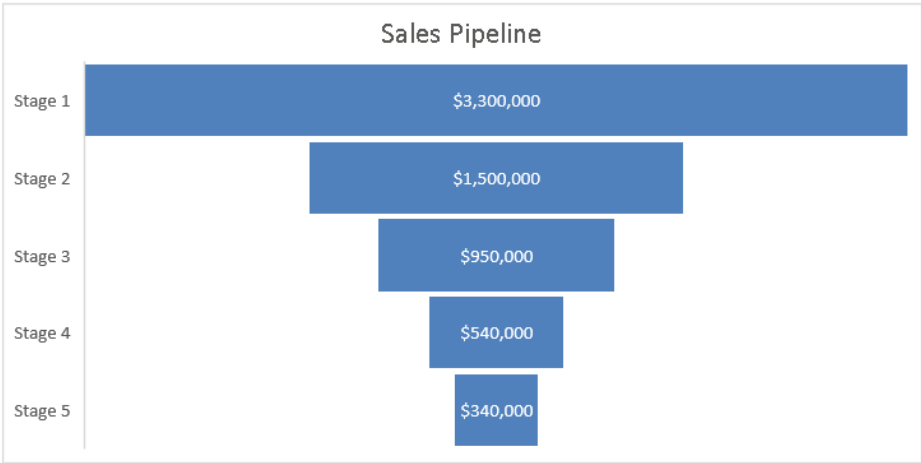 Sales Pipeline
Stage 1 $3,300,000
Stage 2 $1,500,000
Stage 3 $950,000
Stage 4 $540,000
Stage 5 $340,000